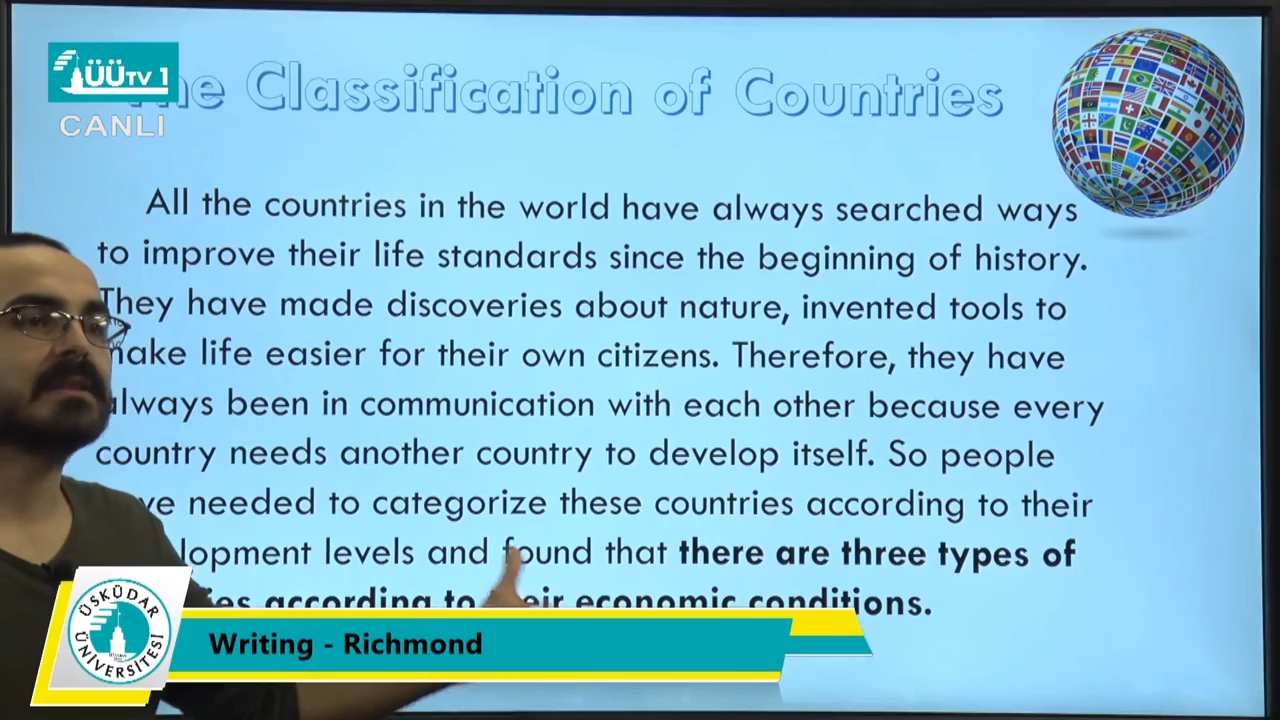 ÜÜTV 1
CANLI
The Classification of Countries
All the countries in the world have always searched ways
to improve their life standards since the beginning of history.
They have made discoveries about nature, invented tools to
make life easier for their own citizens. Therefore, they have
always been in communication with each other because every
country needs another country to develop itself. So people
needed to categorize these countries according to their
levels and found that there are three types of
according to their economic conditions.
ÜSKÜDAR ÜNİVERSİTESİ
Writing - Richmond